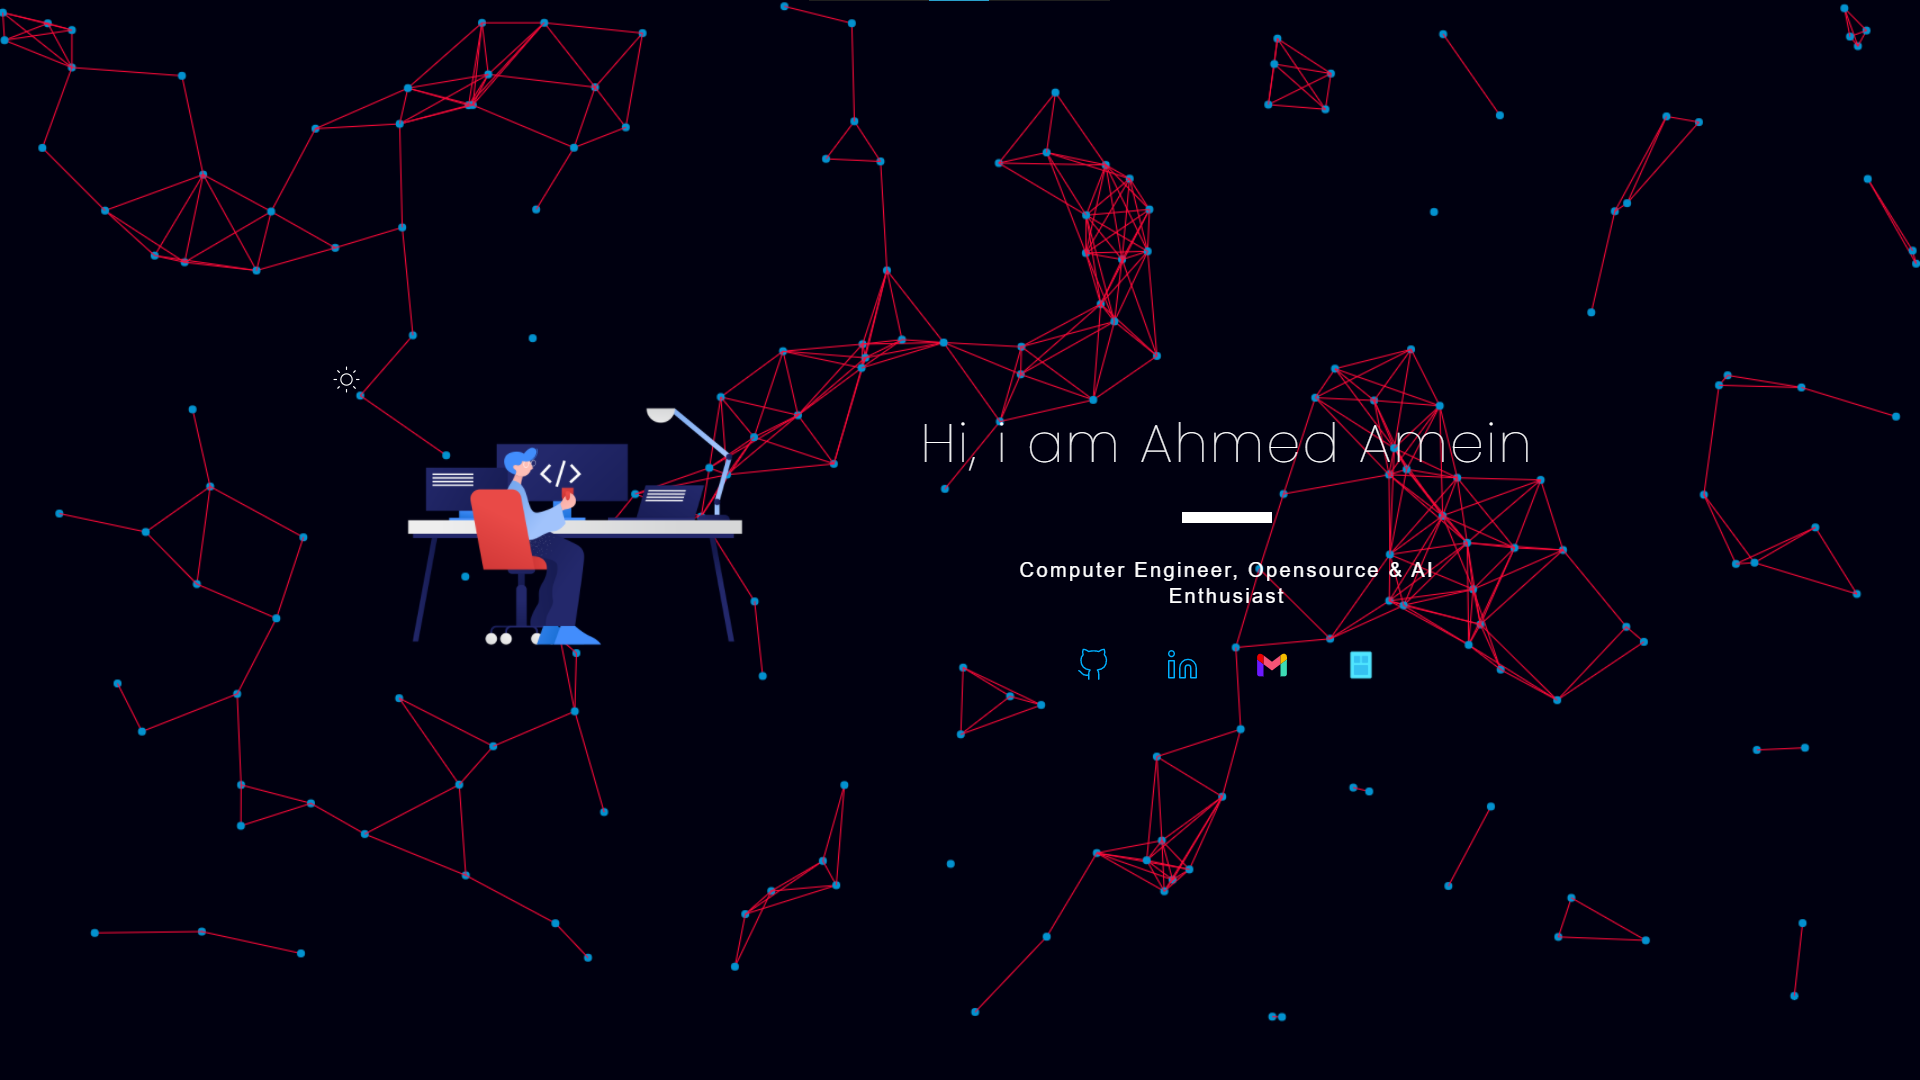 </>
Hi, i am Ahmed Amein
Computer Engineer, Opensource & AI
Enthusiast